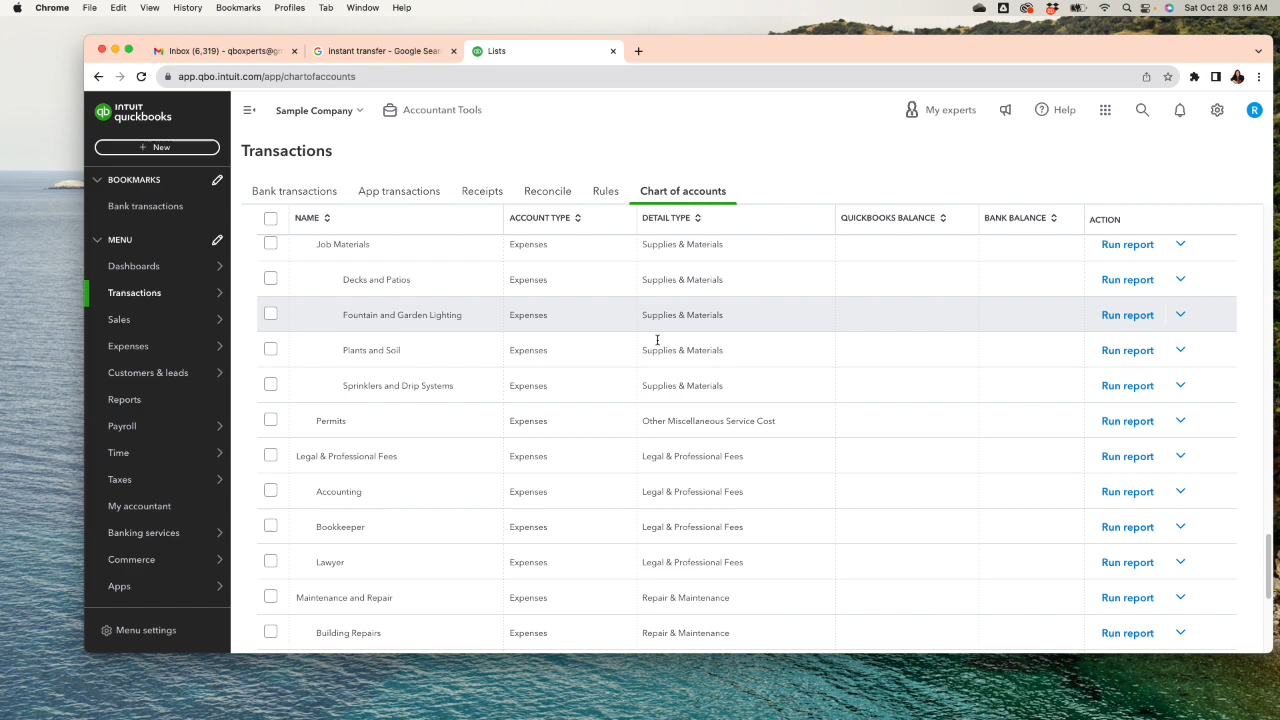 Chrome File Edit View History Bookmarks Profiles Tab Window Help Sat Oct 28 9:16 AM
Inbox (6,319) - qboxperts@g instant transfer - Google Sea Lists
app.qbo.intuit.com/app/chartofaccounts
INTUIT
quickbooks
Sample Company Accountant Tools My experts Help R
+ New
Transactions
BOOKMARKS
Bank transactions
MENU
Dashboards
Transactions
Sales
Expenses
Customers & leads
Reports
Payroll
Time
Taxes
My accountant
Banking services
Commerce
Apps
Menu settings
Bank transactions App transactions Receipts Reconcile Rules Chart of accounts
NAME ACCOUNT TYPE DETAIL TYPE QUICKBOOKS BALANCE BANK BALANCE ACTION
Job Materials Expenses Supplies & Materials Run report
Decks and Patios Expenses Supplies & Materials Run report
Fountain and Garden Lighting Expenses Supplies & Materials Run report
Plants and Soil Expenses Supplies & Materials Run report
Sprinklers and Drip Systems Expenses Supplies & Materials Run report
Permits Expenses Other Miscellaneous Service Cost Run report
Legal & Professional Fees Expenses Legal & Professional Fees Run report
Accounting Expenses Legal & Professional Fees Run report
Bookkeeper Expenses Legal & Professional Fees Run report
Lawyer Expenses Legal & Professional Fees Run report
Maintenance and Repair Expenses Repair & Maintenance Run report
Building Repairs Expenses Repair & Maintenance Run report